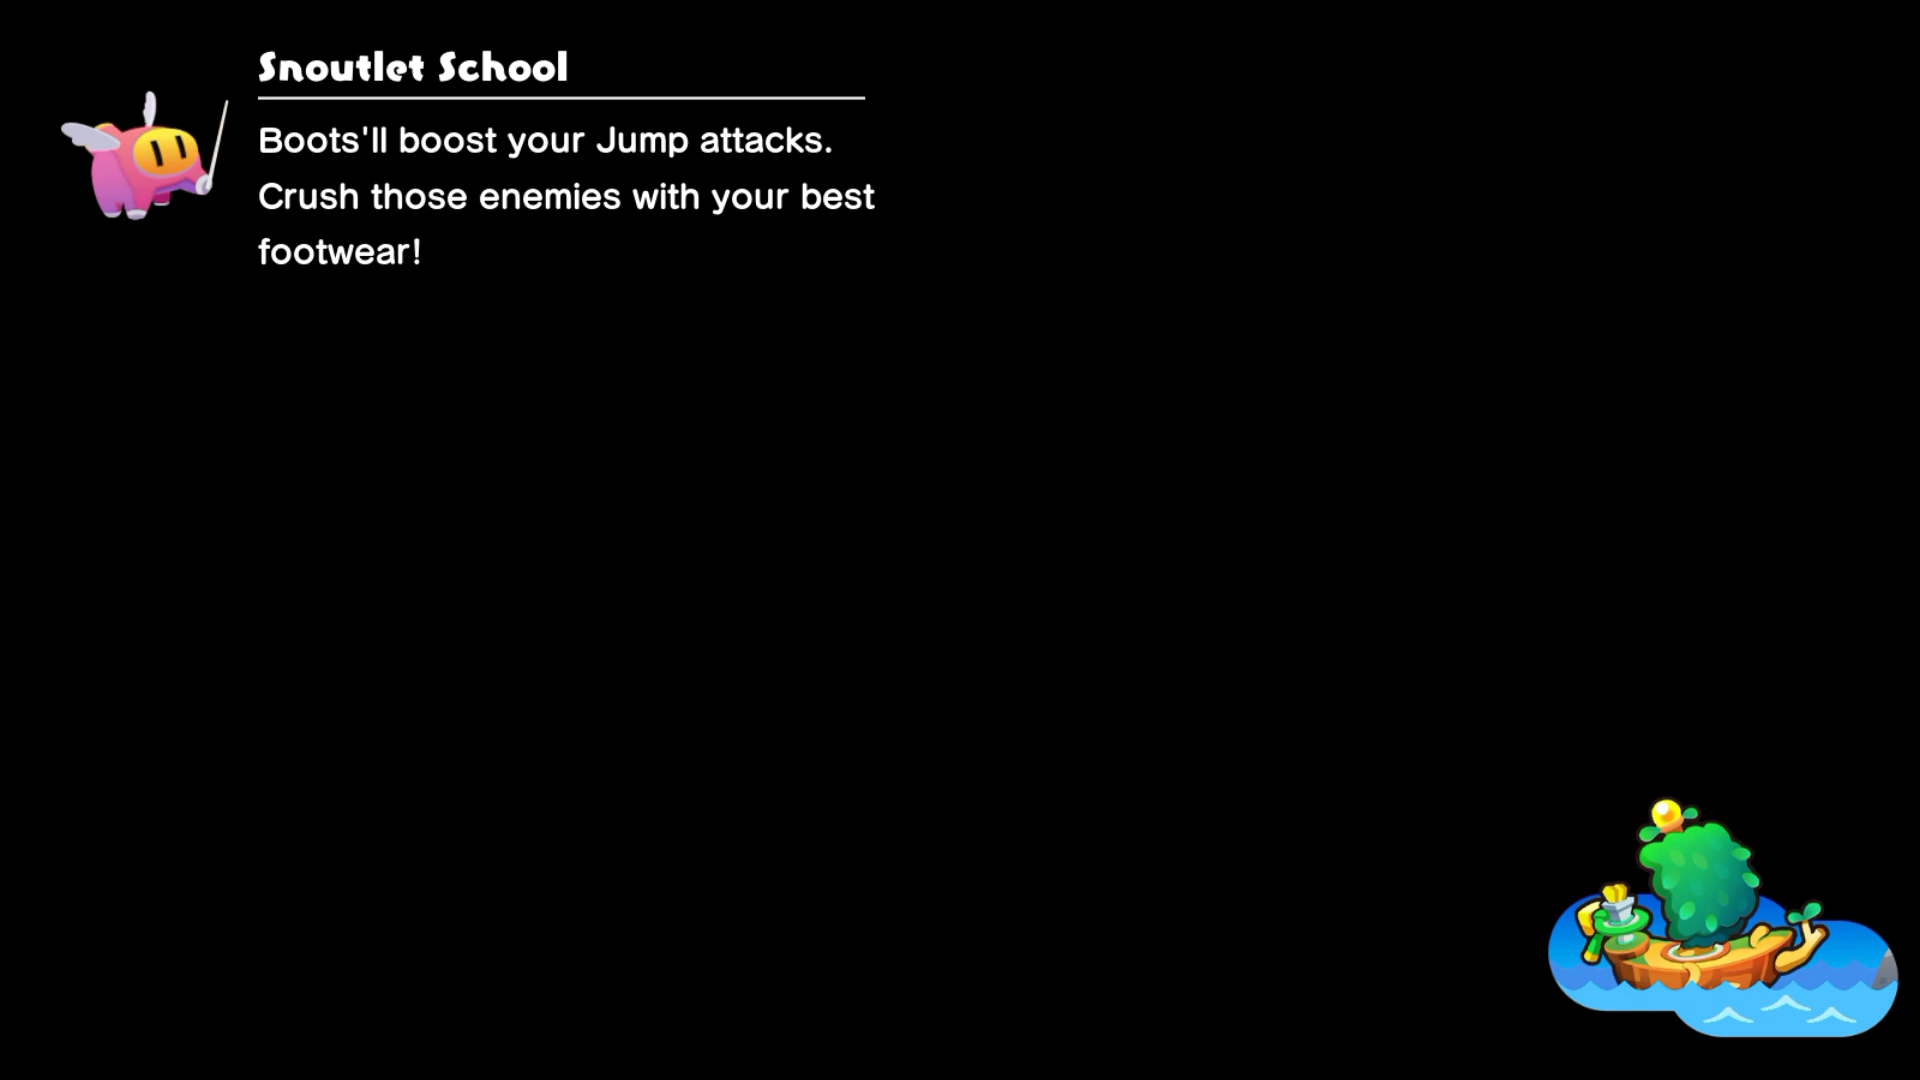 Snoutlet School
Boots'll boost your Jump attacks.
Crush those enemies with your best
footwear!